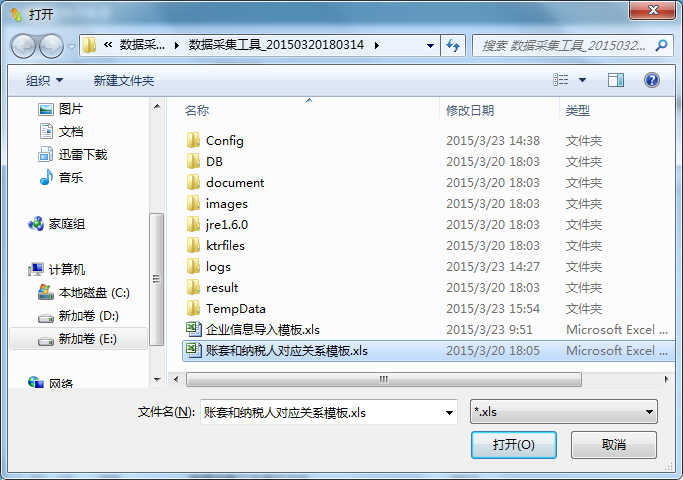 打开
« 数据采... 数据采集工具_20150320180314
搜索 数据采集工具_2015032...
组织 新建文件夹
图片
文档
迅雷下载
音乐
家庭组
计算机
本地磁盘 (C:)
新加卷 (D:)
新加卷 (E:)
网络
名称 修改日期 类型
Config 2015/3/23 14:38 文件夹
DB 2015/3/20 18:03 文件夹
document 2015/3/20 18:03 文件夹
images 2015/3/20 18:03 文件夹
jre1.6.0 2015/3/20 18:03 文件夹
ktrfiles 2015/3/20 18:03 文件夹
logs 2015/3/23 14:27 文件夹
result 2015/3/20 18:03 文件夹
TempData 2015/3/23 15:54 文件夹
企业信息导入模板.xls 2015/3/23 9:51 Microsoft Excel ...
账套和纳税人对应关系模板.xls 2015/3/20 18:05 Microsoft Excel ...
文件名(N): 账套和纳税人对应关系模板.xls *.xls
打开(O) 取消